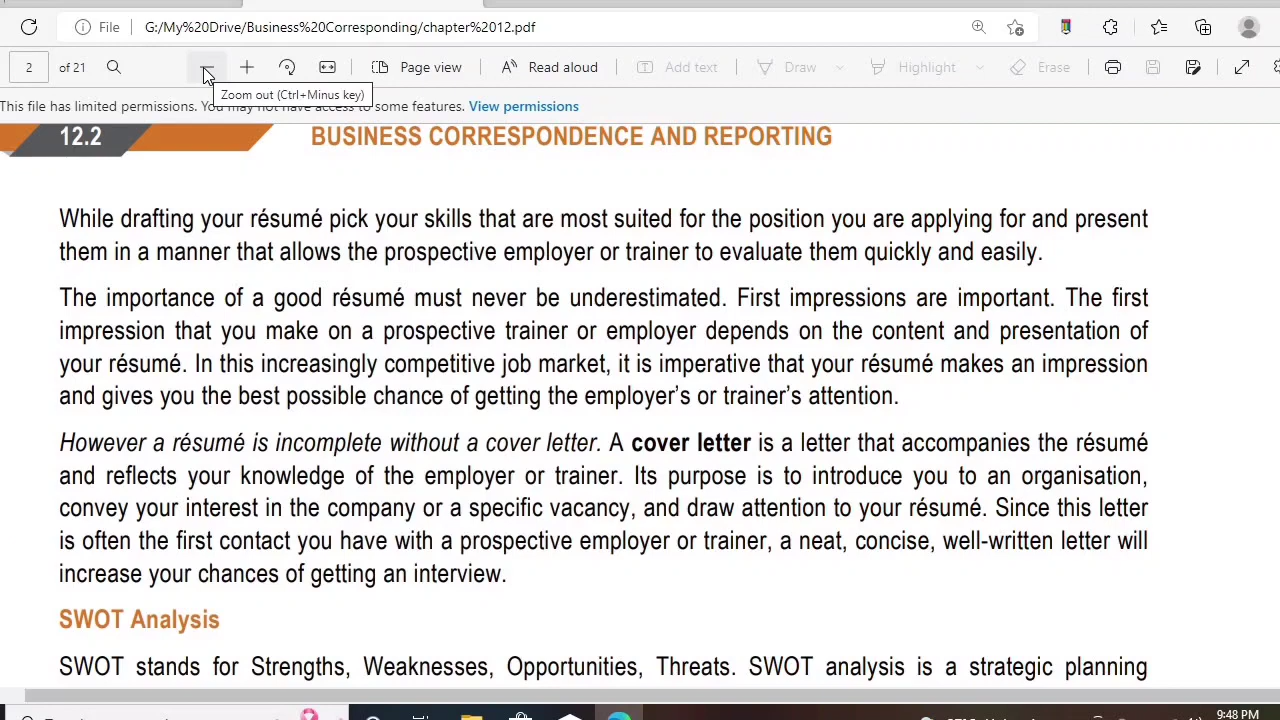 File G:/My%20Drive/Business%20Corresponding/chapter%2012.pdf
2 of 21 Page view Read aloud Add text Draw Highlight Erase
Zoom out (Ctrl+Minus key)
This file has limited permissions. You may not have access to some features. View permissions
12.2 BUSINESS CORRESPONDENCE AND REPORTING
While drafting your résumé pick your skills that are most suited for the position you are applying for and present
them in a manner that allows the prospective employer or trainer to evaluate them quickly and easily.
The importance of a good résumé must never be underestimated. First impressions are important. The first
impression that you make on a prospective trainer or employer depends on the content and presentation of
your résumé. In this increasingly competitive job market, it is imperative that your résumé makes an impression
and gives you the best possible chance of getting the employer's or trainer's attention.
However a résumé is incomplete without a cover letter. A cover letter is a letter that accompanies the résumé
and reflects your knowledge of the employer or trainer. Its purpose is to introduce you to an organisation,
convey your interest in the company or a specific vacancy, and draw attention to your résumé. Since this letter
is often the first contact you have with a prospective employer or trainer, a neat, concise, well-written letter will
increase your chances of getting an interview.
SWOT Analysis
SWOT stands for Strengths, Weaknesses, Opportunities, Threats. SWOT analysis is a strategic planning
9:48 PM